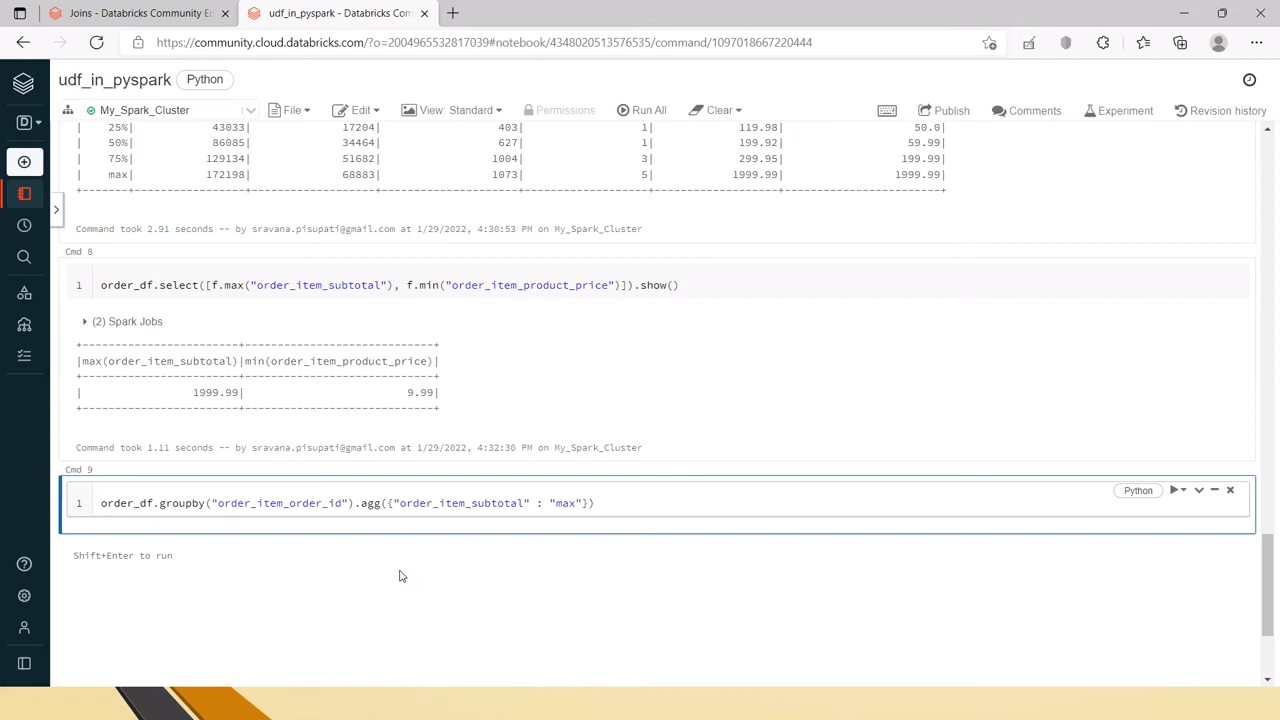 Joins - Databricks Community Ed
udf_in_pyspark - Databricks Com
https://community.cloud.databricks.com/?o=2004965532817039#notebook/4348020513576535/command/1097018667220444
udf_in_pyspark Python
My_Spark_Cluster File Edit View: Standard Permissions Run All Clear Publish Comments Experiment Revision history
D
| 25%| 43033| 17204| 403| 1| 119.98| 50.0|
| 50%| 86085| 34464| 627| 1| 199.92| 59.99|
| 75%| 129134| 51682| 1004| 3| 299.95| 199.99|
| max| 172198| 68883| 1073| 5| 1999.99| 1999.99|
Command took 2.91 seconds -- by sravana.pisupati@gmail.com at 1/29/2022, 4:30:53 PM on My_Spark_Cluster
Cmd 8
1 order_df.select([f.max("order_item_subtotal"), f.min("order_item_product_price")]).show()
(2) Spark Jobs
+--------------------+-----------------------------+
|max(order_item_subtotal)|min(order_item_product_price)|
+--------------------+-----------------------------+
| 1999.99| 9.99|
+--------------------+-----------------------------+
Command took 1.11 seconds -- by sravana.pisupati@gmail.com at 1/29/2022, 4:32:30 PM on My_Spark_Cluster
Cmd 9
Python
1 order_df.groupby("order_item_order_id").agg({"order_item_subtotal" : "max"})
Shift+Enter to run